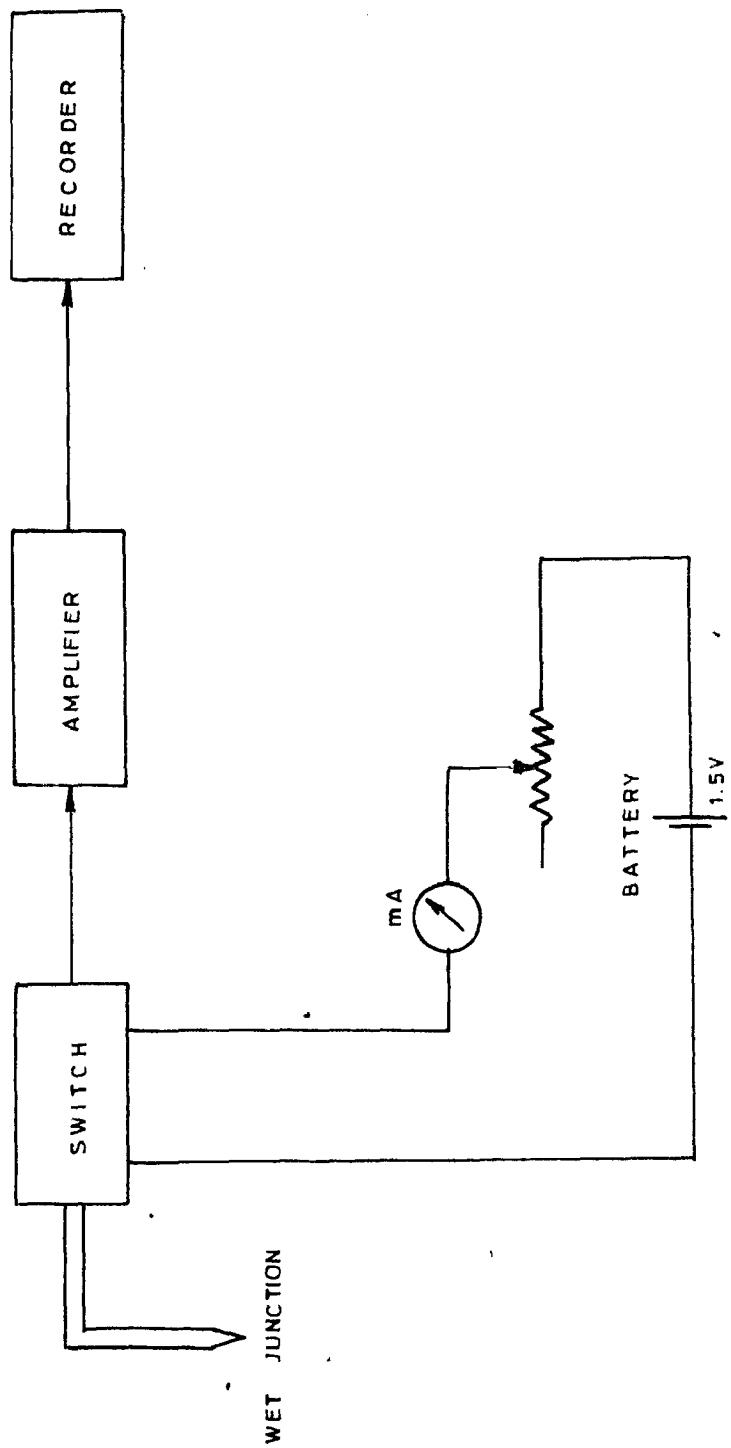 WET JUNCTION
SWITCH
AMPLIFIER
RECORDER
mA
BATTERY
1.5V